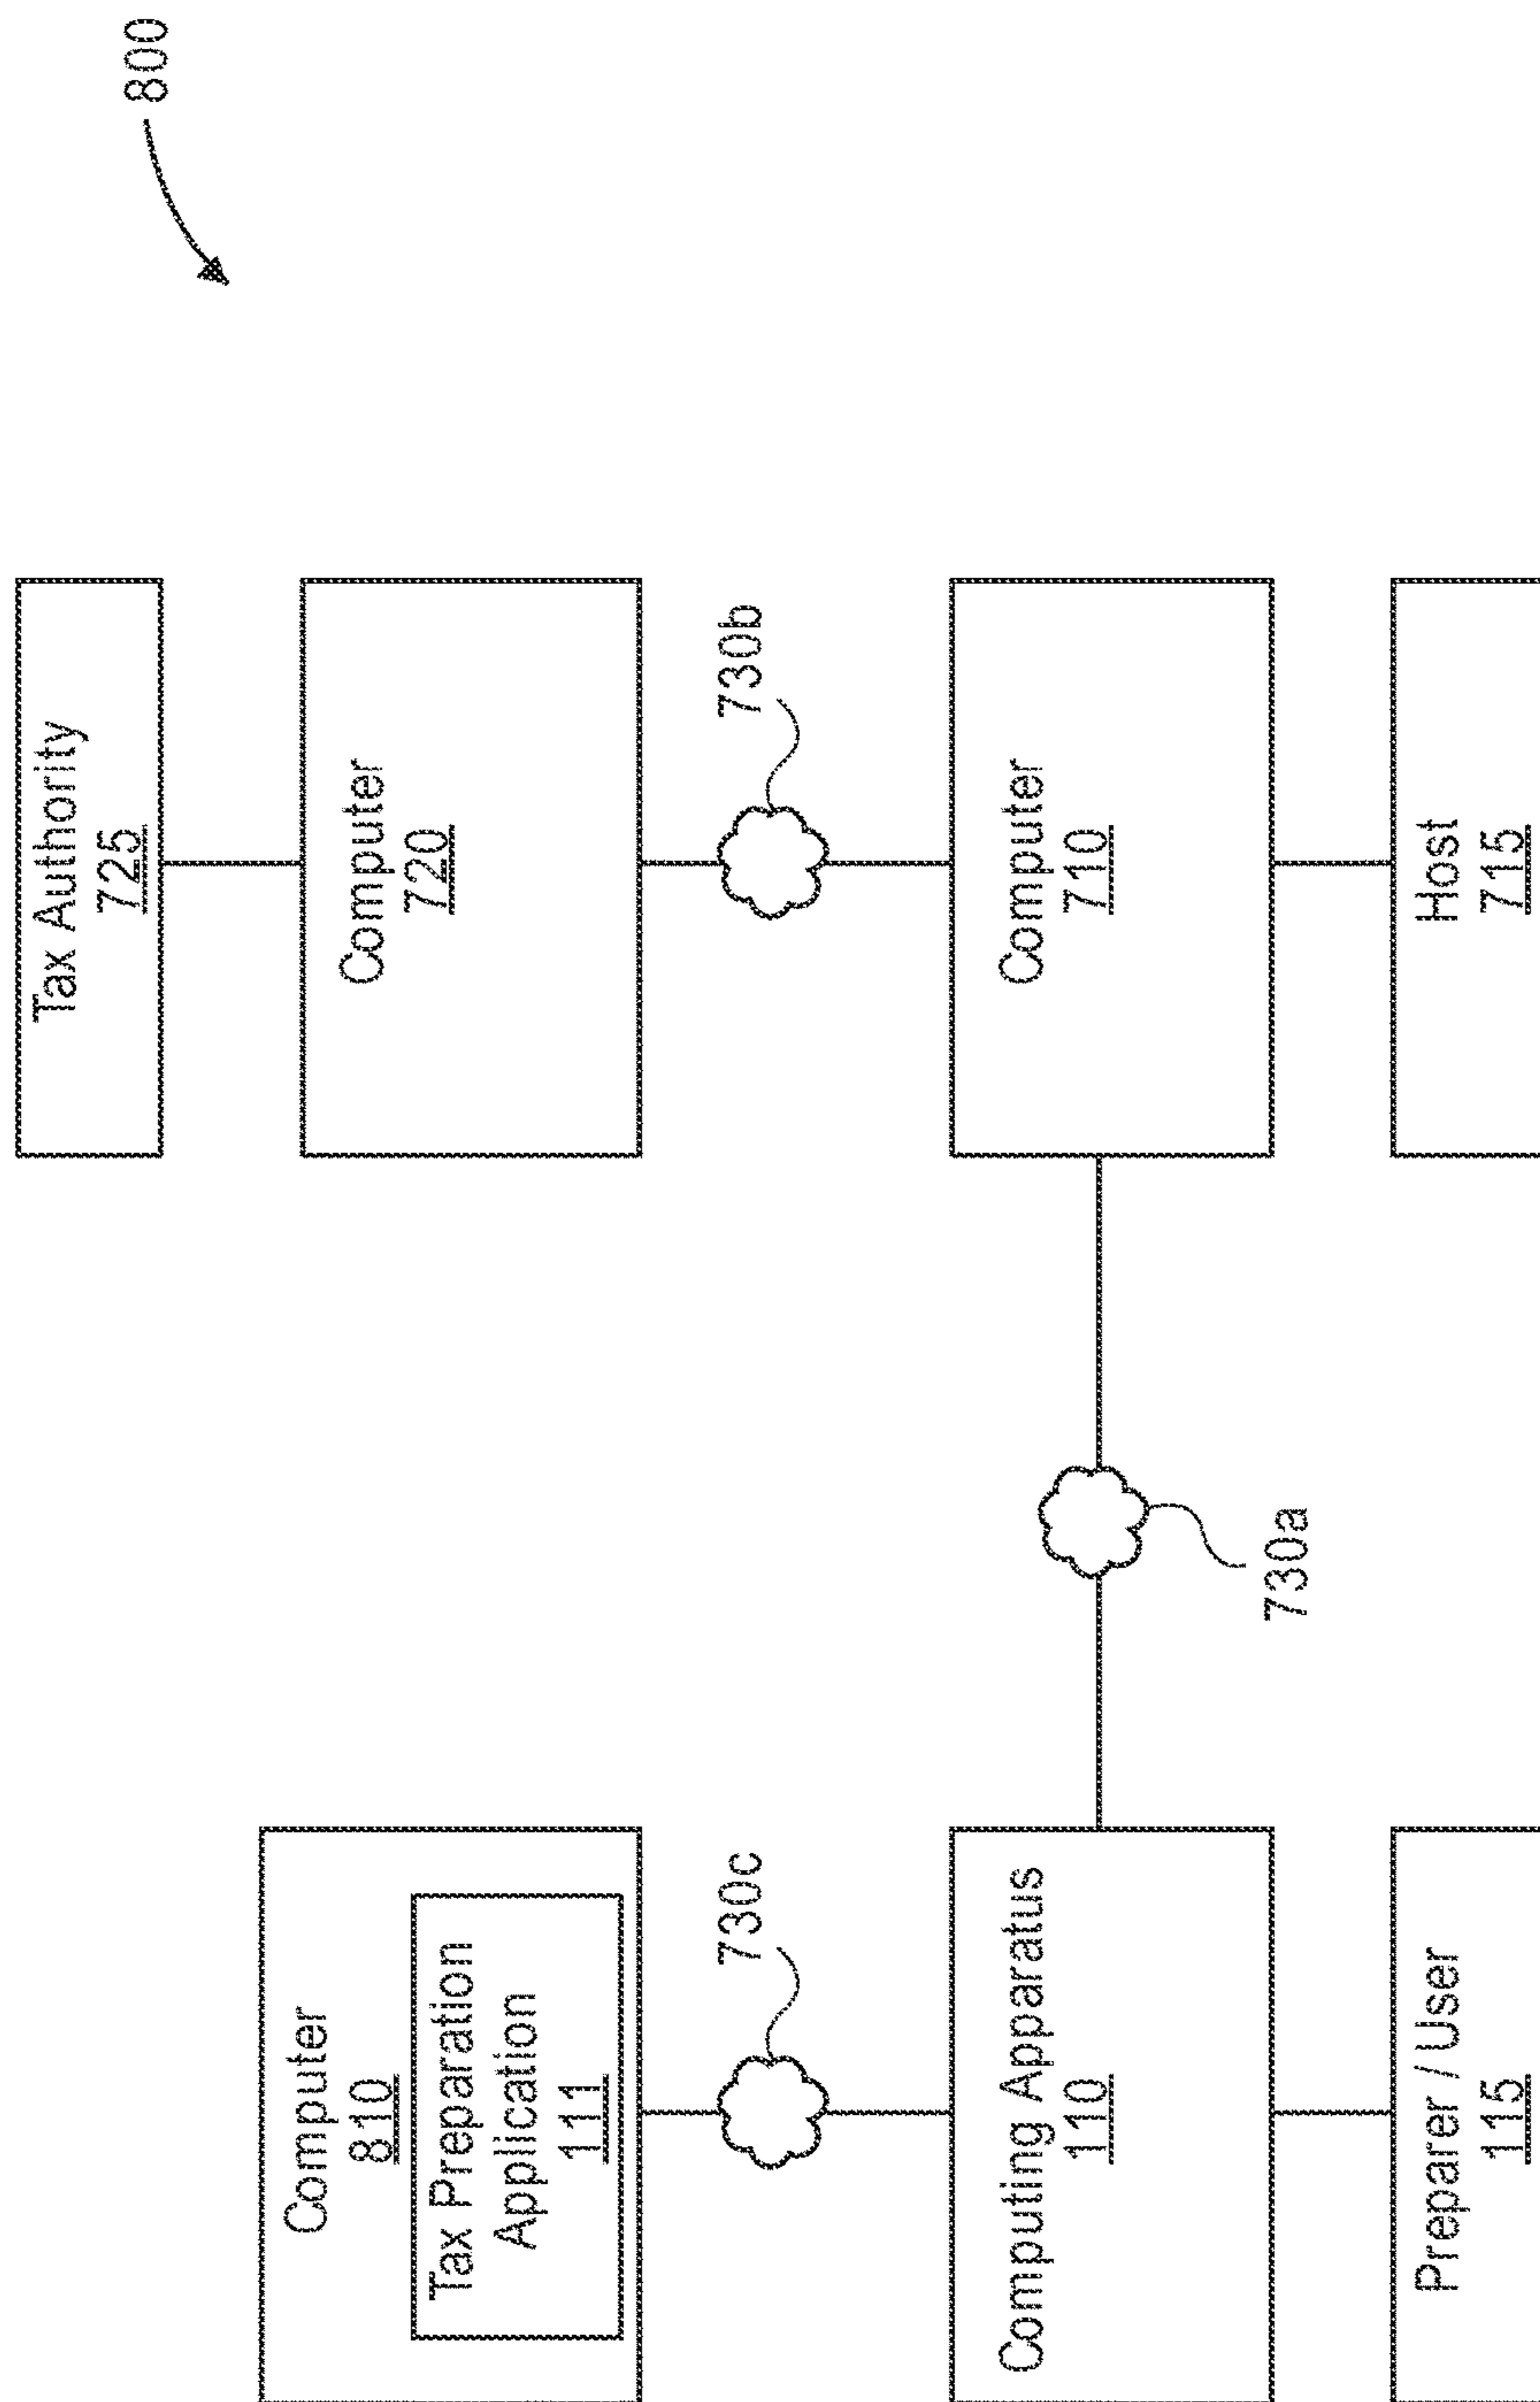 800
Computer
810
Tax Preparation
Application
111
Tax Authority
725
Computer
720
730c
730b
Computing Apparatus
110
Computer
710
730a
Preparer / User
115
Host
715